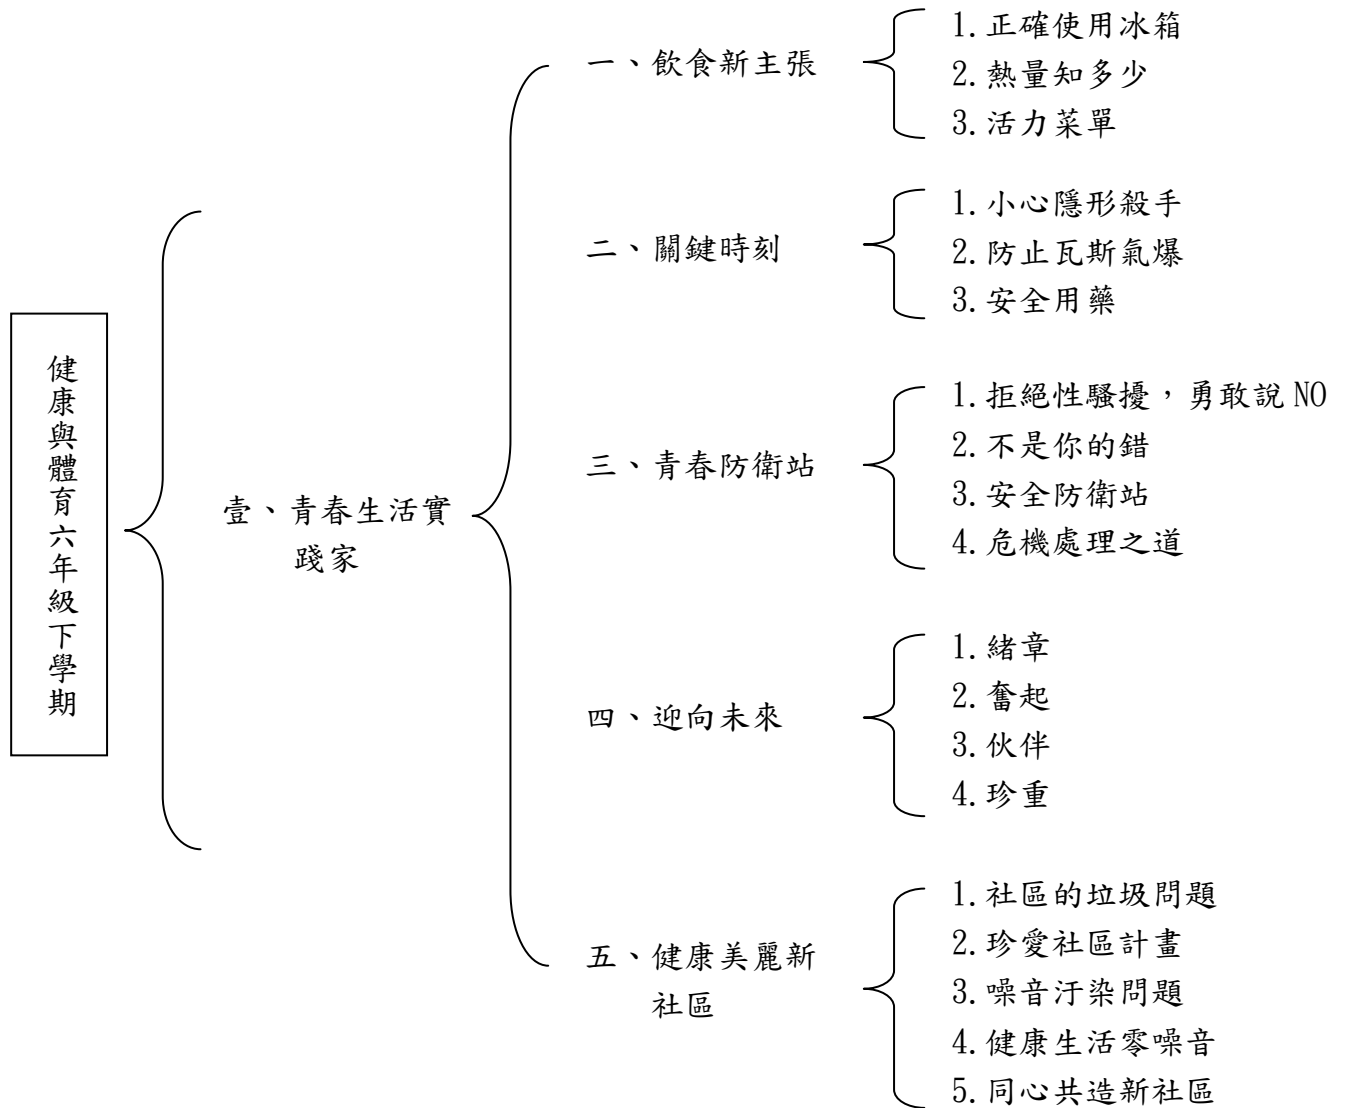 健康與體育六年級下學期
壹、青春生活實
踐家
一、飲食新主張
1.正確使用冰箱
2.熱量知多少
3.活力菜單
二、關鍵時刻
1.小心隱形殺手
2.防止瓦斯氣爆
3.安全用藥
三、青春防衛站
1.拒絕性騷擾，勇敢說 NO
2.不是你的錯
3.安全防衛站
4.危機處理之道
四、迎向未來
1.緒章
2.奮起
3.伙伴
4.珍重
五、健康美麗新
社區
1.社區的垃圾問題
2.珍愛社區計畫
3.噪音汙染問題
4.健康生活零噪音
5.同心共造新社區